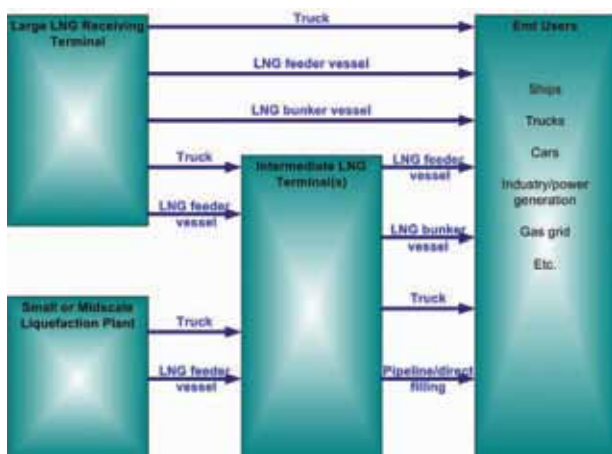 Large LNG Receiving
Terminal
Truck
LNG feeder vessel
LNG bunker vessel
Truck
LNG feeder
vessel
Small or Midscale
Liquefaction Plant
Truck
LNG feeder
vessel
Intermediate LNG
Terminal(s)
LNG feeder
vessel
LNG bunker
vessel
Truck
Pipeline/direct
filling
End Users
Ships
Trucks
Cars
Industry/power
generation
Gas grid
Etc.